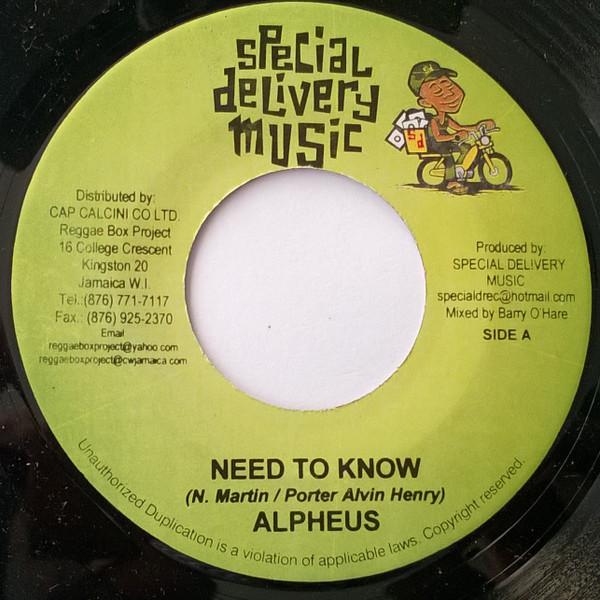 special
delivery
music
sd
Distributed by:
CAP CALCINI CO LTD.
Reggae Box Project
16 College Crescent
Kingston 20
Jamaica W.I.
Tel.:(876) 771-7117
Fax.: (876) 925-2370
Email
reggaeboxproject@yahoo.com
reggaeboxproject@cwjamaica.com
Produced by:
SPECIAL DELIVERY
MUSIC
specialdrec@hotmail.com
Mixed by Barry O'Hare
SIDE A
NEED TO KNOW
(N. Martin / Porter Alvin Henry)
ALPHEUS
Unauthorized Duplication is a violation of applicable laws. Copyright reserved.